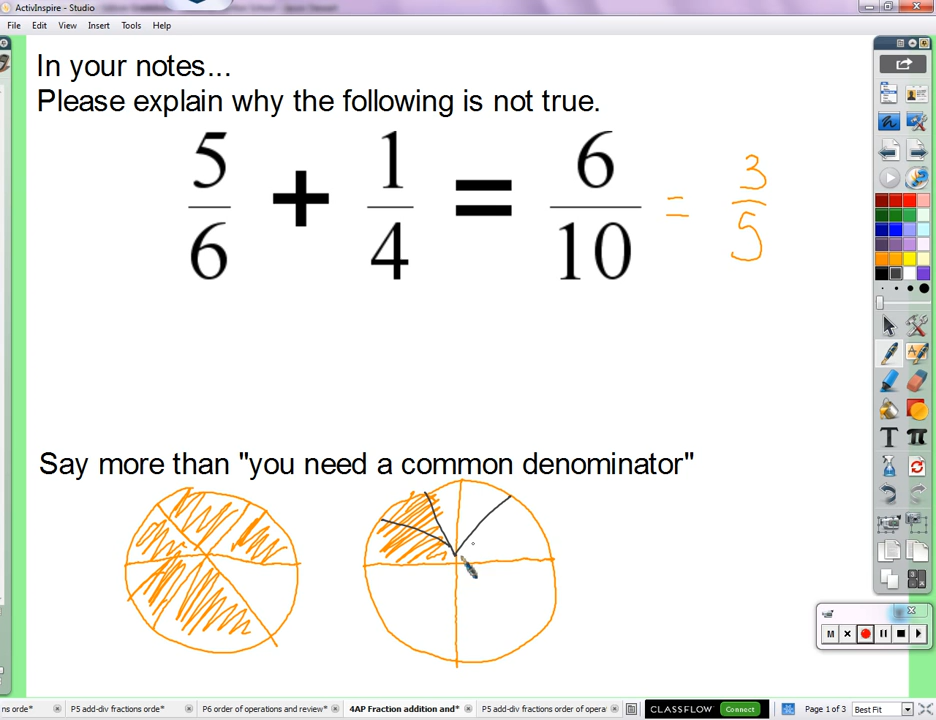 ActivInspire - Studio
File Edit View Insert Tools Help
In your notes...
Please explain why the following is not true.
5/6 + 1/4 = 6/10 = 3/5
Say more than "you need a common denominator"
M
ns orde* P5 add-div fractions orde* P6 order of operations and review* 4AP Fraction addition and* P5 add-div fractions order of opera CLASSFLOW Connect Page 1 of 3 Best Fit